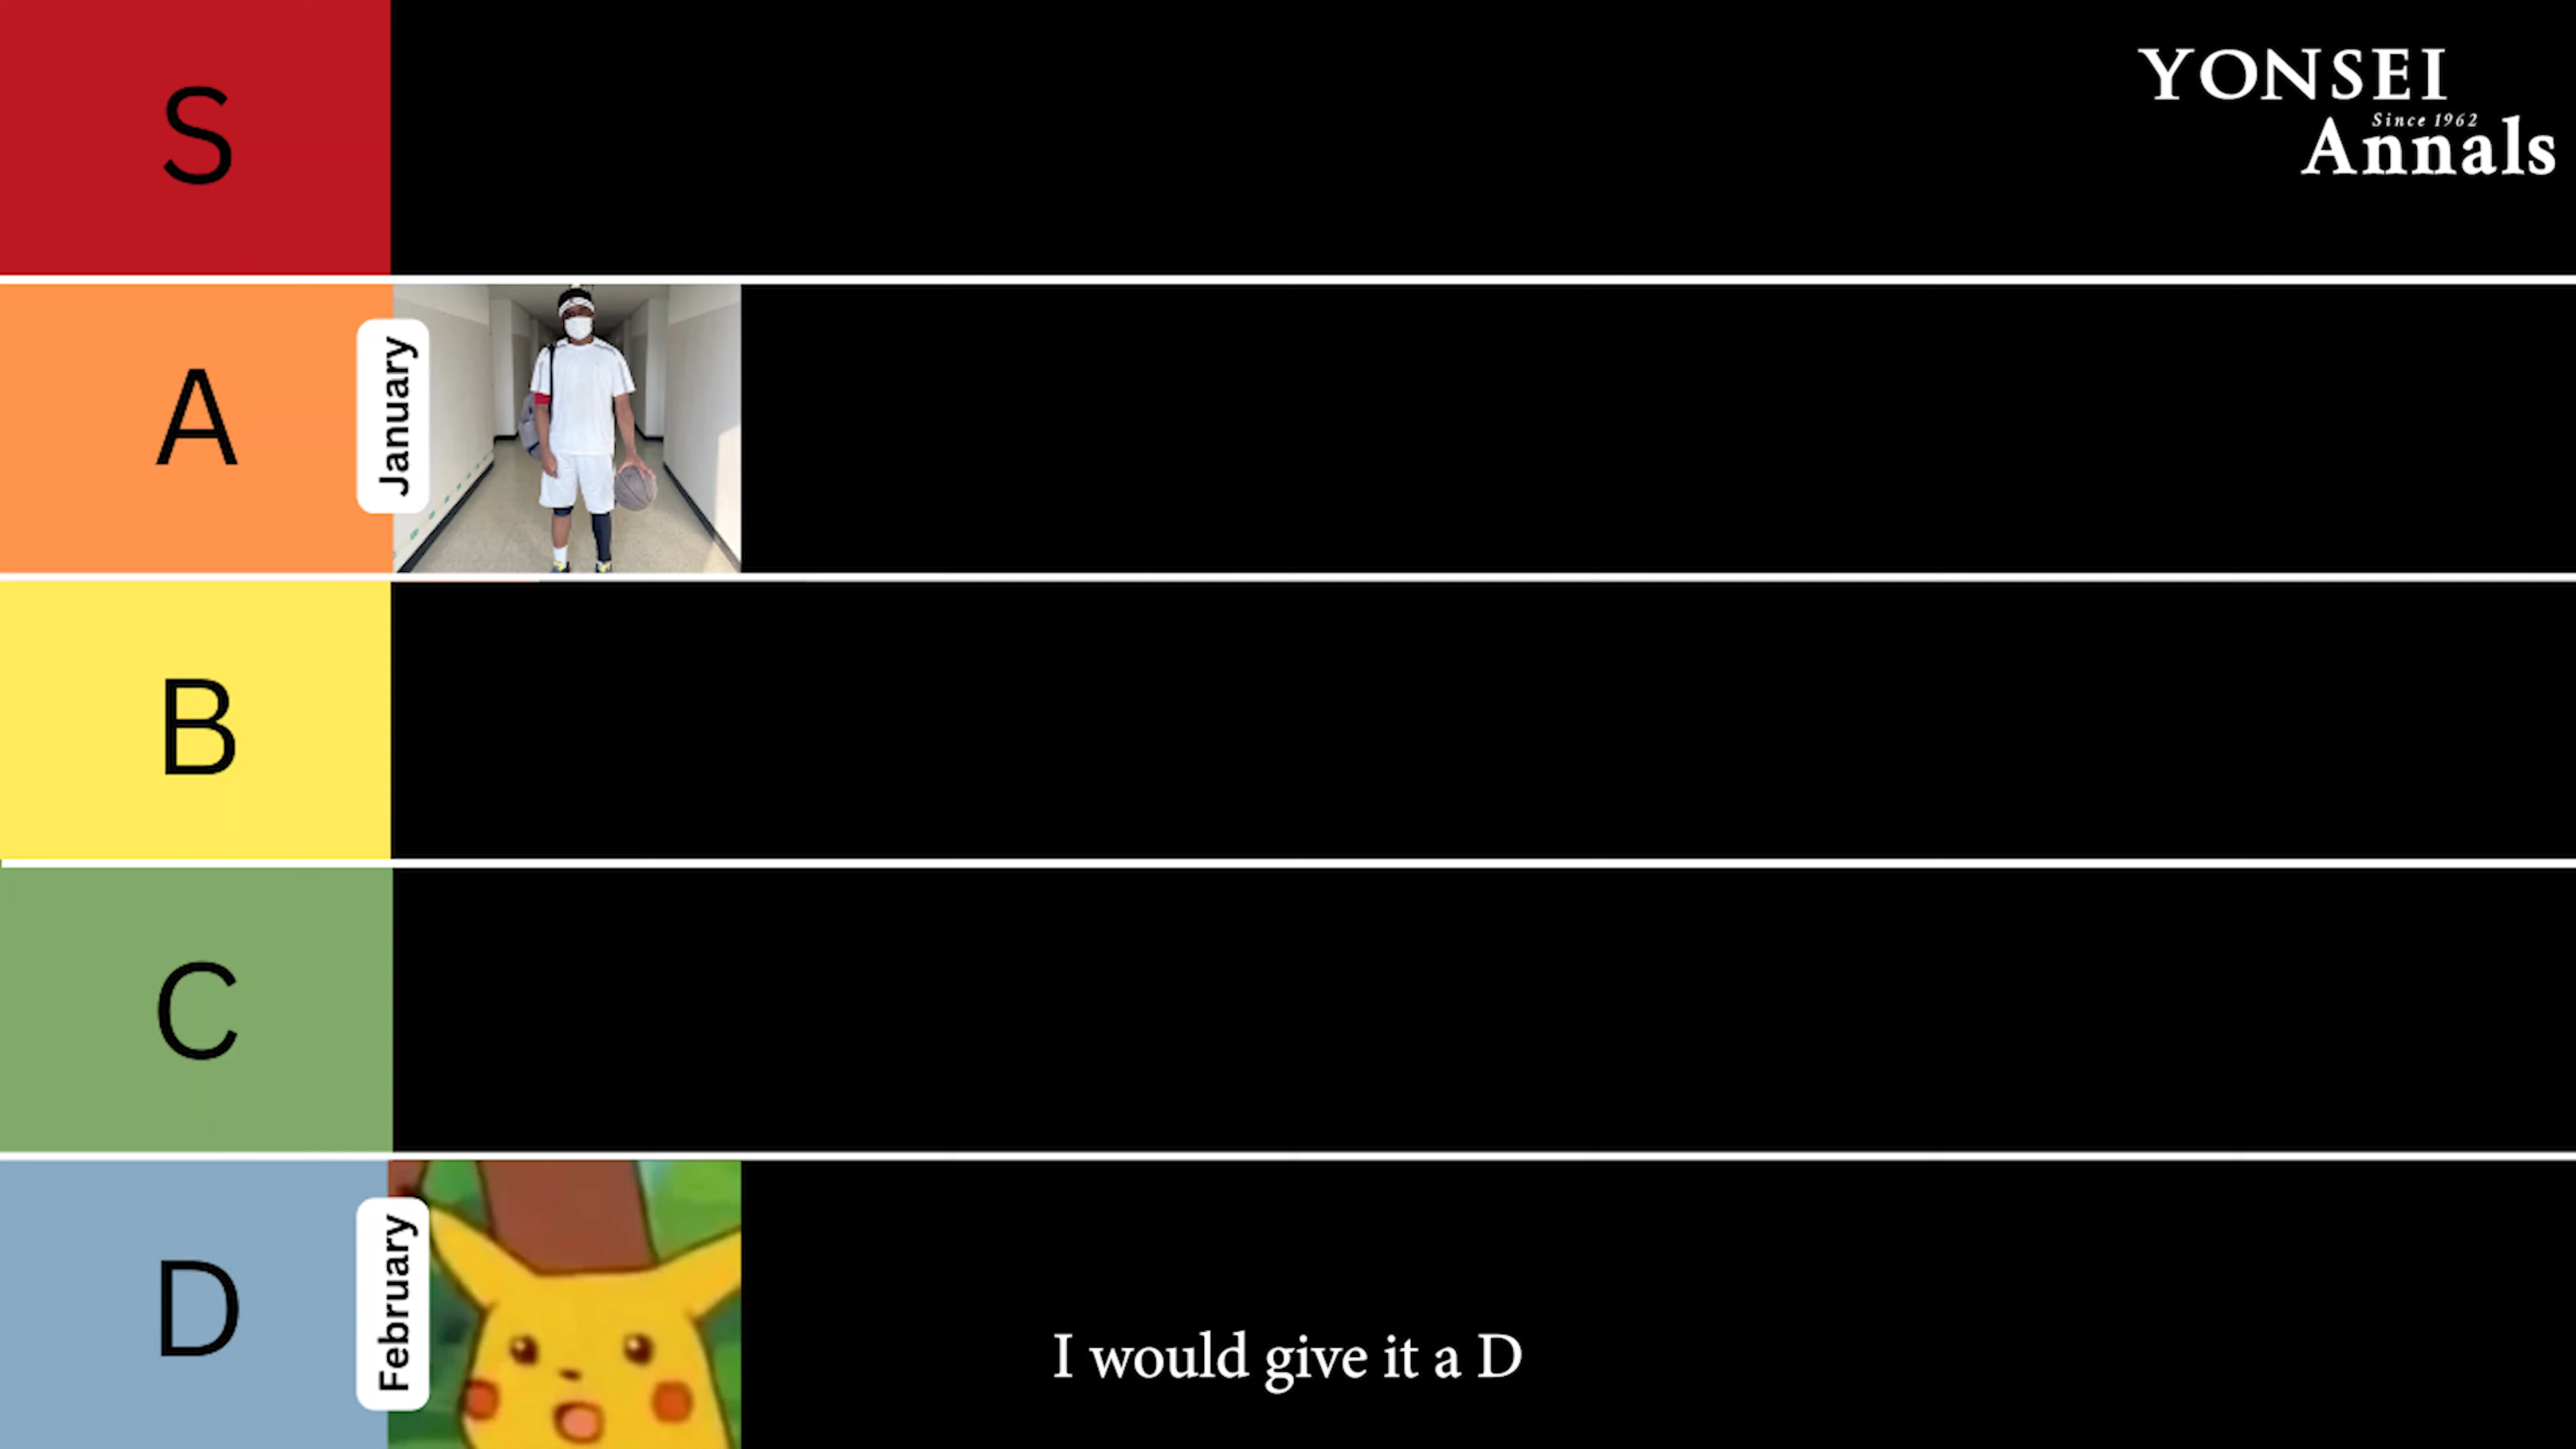 S
YONSEI
Since 1962
Annals
A
January
B
C
D
February
I would give it a D